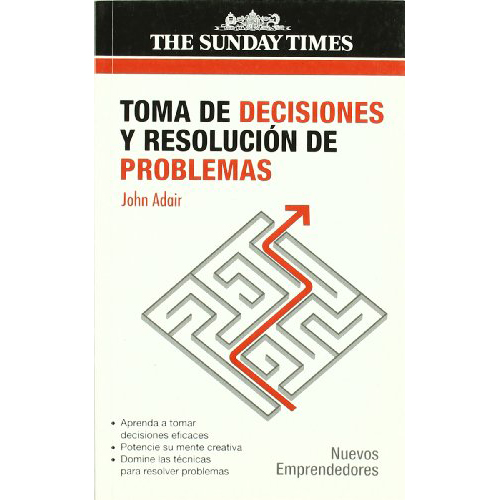 THE SUNDAY TIMES
TOMA DE DECISIONES
Y RESOLUCIÓN DE
PROBLEMAS
John Adair
• Aprenda a tomar
decisiones eficaces
• Potencie su mente creativa
• Domine las técnicas
para resolver problemas
Nuevos
Emprendedores